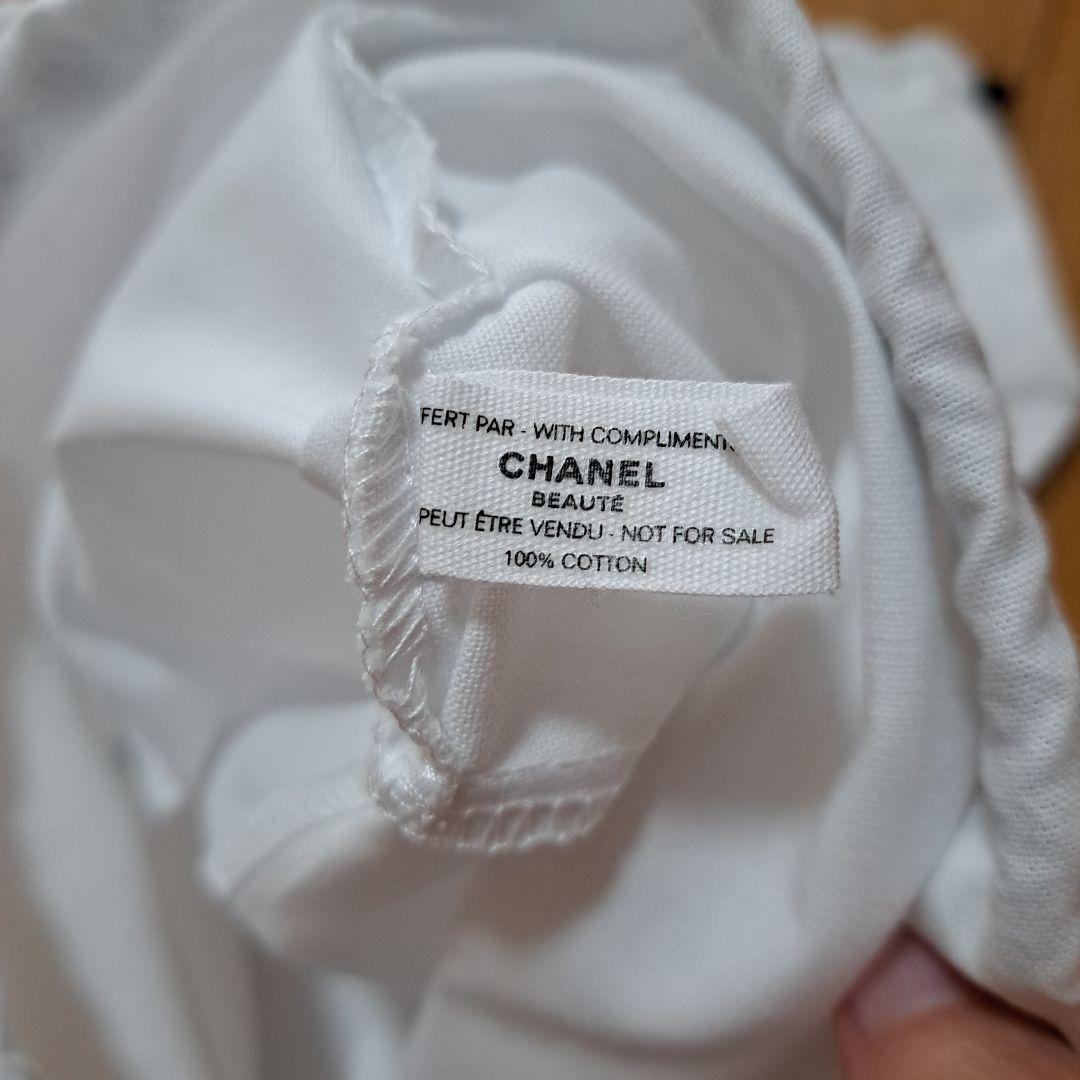 FERT PAR - WITH COMPLIMENT
CHANEL
BEAUTÉ
PEUT ÊTRE VENDU - NOT FOR SALE
100% COTTON